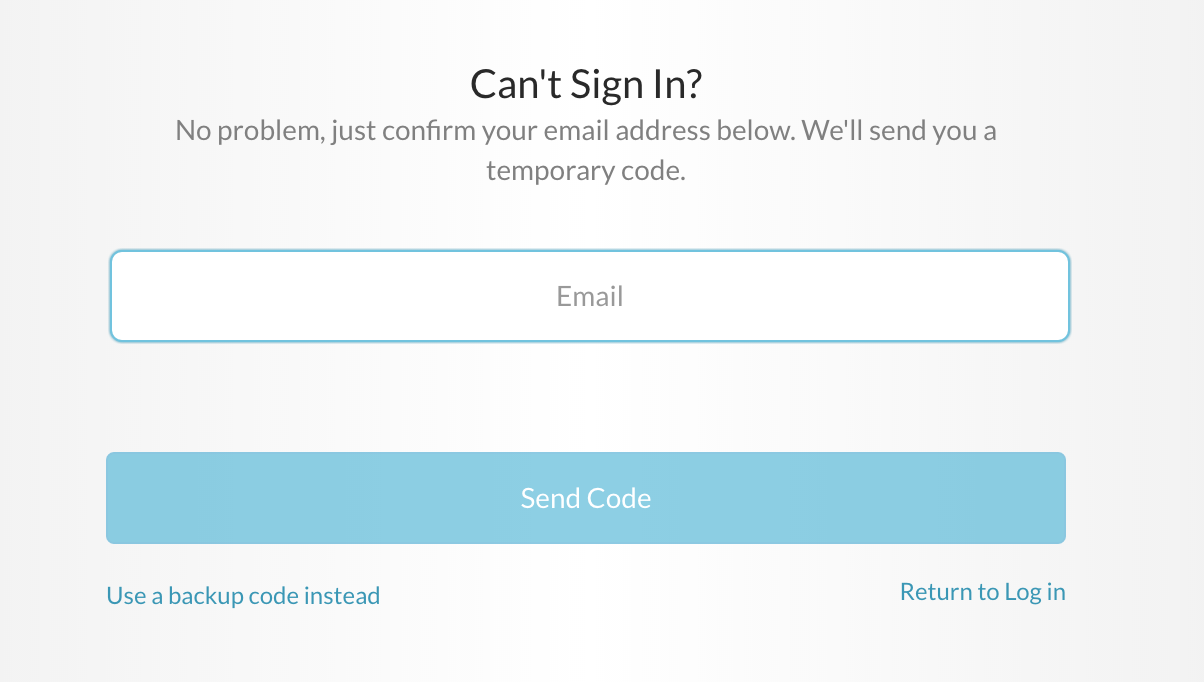 Can't Sign In?
No problem, just confirm your email address below. We'll send you a
temporary code.
Email
Send Code
Use a backup code instead
Return to Log in